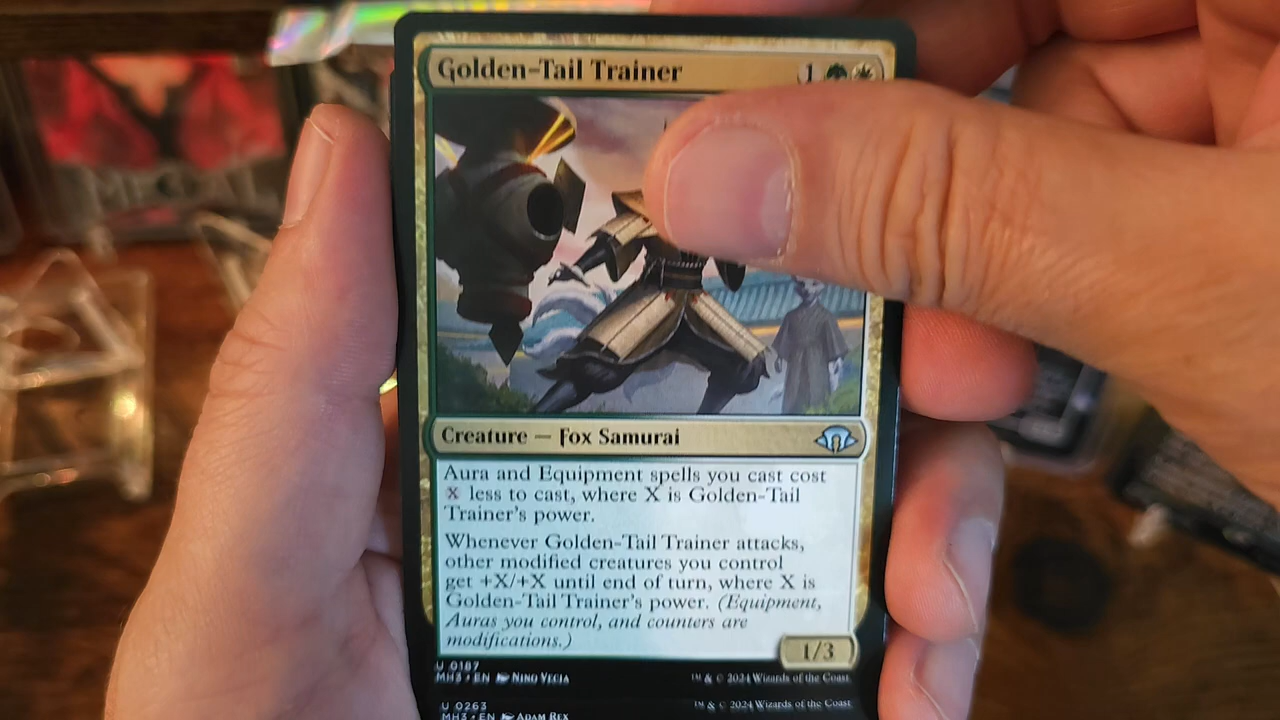 Golden-Tail Trainer 1
Creature — Fox Samurai
Aura and Equipment spells you cast cost
X less to cast, where X is Golden-Tail
Trainer's power.
Whenever Golden-Tail Trainer attacks,
other modified creatures you control
get +X/+X until end of turn, where X is
Golden-Tail Trainer's power. (Equipment,
Auras you control, and counters are
modifications.)
1/3
U 0187
MH3 • EN Nino Vecia ™ & © 2024 Wizards of the Coast
U 0263 ™ & © 2024 Wizards of the Coast
MH3 • EN Adam Rex